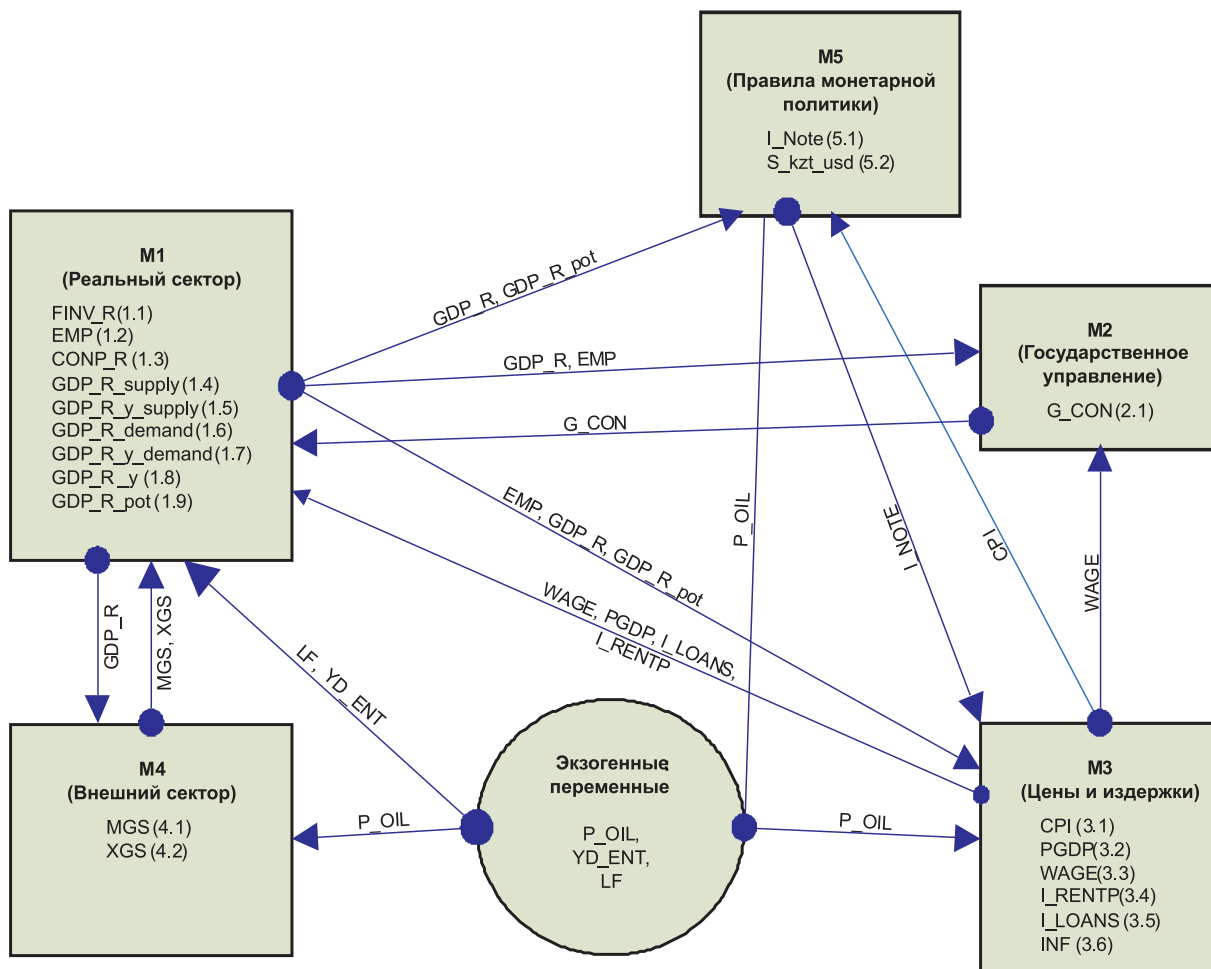 M5
(Правила монетарной
политики)
I_Note (5.1)
S_kzt_usd (5.2)
M1
(Реальный сектор)
FINV_R(1.1)
EMP (1.2)
CONP_R (1.3)
GDP_R_supply (1.4)
GDP_R_y_supply (1.5)
GDP_R_demand (1.6)
GDP_R_y_demand (1.7)
GDP_R_y (1.8)
GDP_R_pot (1.9)
M2
(Государственное
управление)
G_CON (2.1)
GDP_R, GDP_R_pot
GDP_R, EMP
G_CON
EMP, GDP_R, GDP_R_pot
WAGE, PGDP, I_LOANS,
I_RENTP
P_OIL
I_NOTE
CPI
WAGE
GDP_R
MGS, XGS
LF, YD_ENT
M4
(Внешний сектор)
MGS (4.1)
XGS (4.2)
P_OIL
Экзогенные
переменные
P_OIL,
YD_ENT,
LF
P_OIL
M3
(Цены и издержки)
CPI (3.1)
PGDP(3.2)
WAGE(3.3)
I_RENTP(3.4)
I_LOANS (3.5)
INF (3.6)